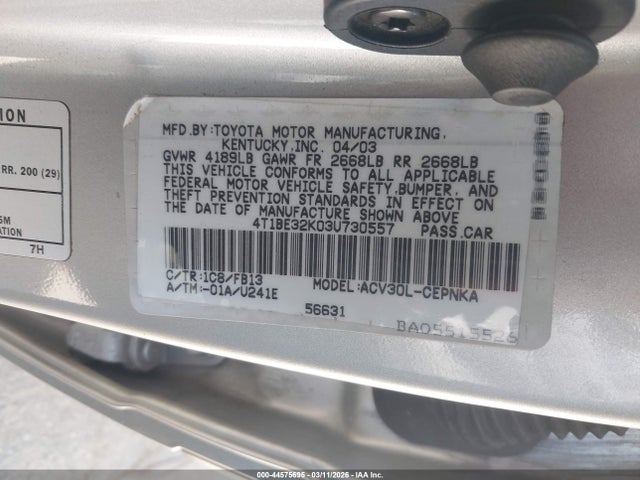 ION
RR. 200 (29)
SM
7H
MFD.BY:TOYOTA MOTOR MANUFACTURING,
KENTUCKY,INC. 04/03
GVWR 4189LB GAWR FR 2668LB RR 2668LB
THIS VEHICLE CONFORMS TO ALL APPLICABLE
FEDERAL MOTOR VEHICLE SAFETY,BUMPER, AND
THEFT PREVENTION STANDARDS IN EFFECT ON
THE DATE OF MANUFACTURE SHOWN ABOVE
4T1BE32K03U730557 PASS.CAR
C/TR:1C8/FB13 MODEL:ACV30L-CEPNKA
A/TM:-01A/U241E
56631
BA05515526
000-44575695 03/11/2026 IAA, Inc.